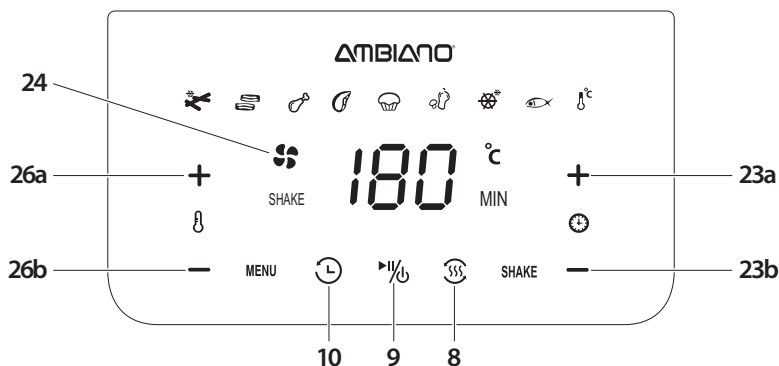 AMBIANO
24
°C
180 °C
26a
23a
SHAKE
MIN
26b
MENU
SHAKE
23b
10
9
8